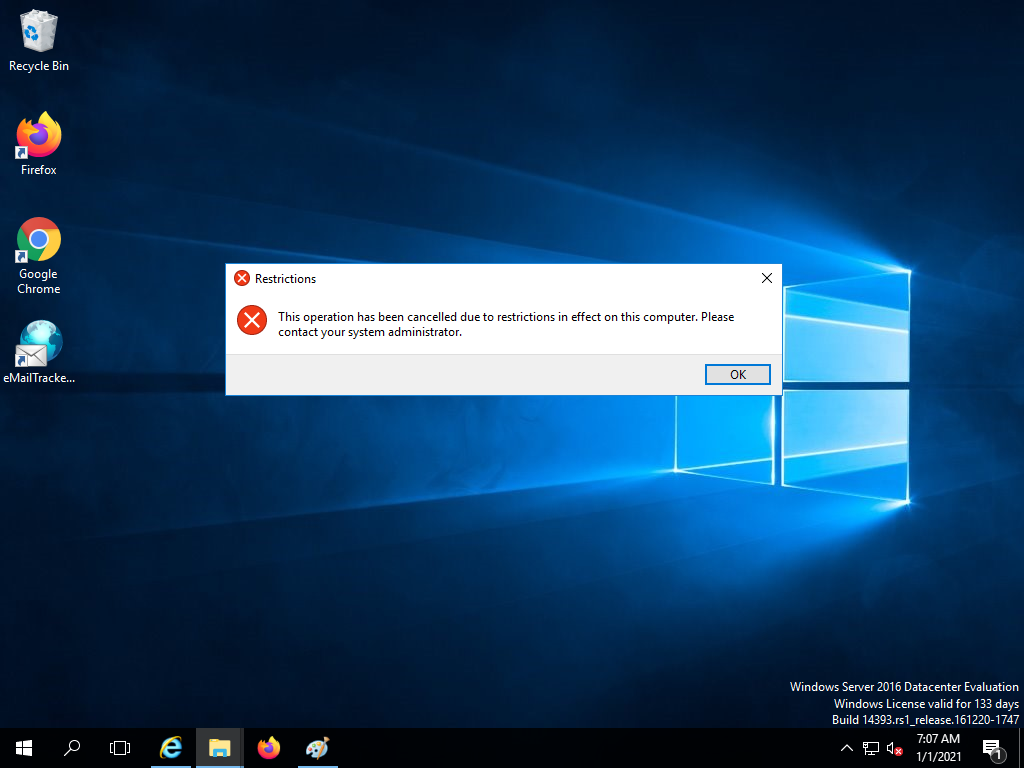 Recycle Bin
Firefox
Google
Chrome
eMailTracke...
Restrictions
This operation has been cancelled due to restrictions in effect on this computer. Please
contact your system administrator.
OK
Windows Server 2016 Datacenter Evaluation
Windows License valid for 133 days
Build 14393.rs1_release.161220-1747
7:07 AM
1/1/2021
1